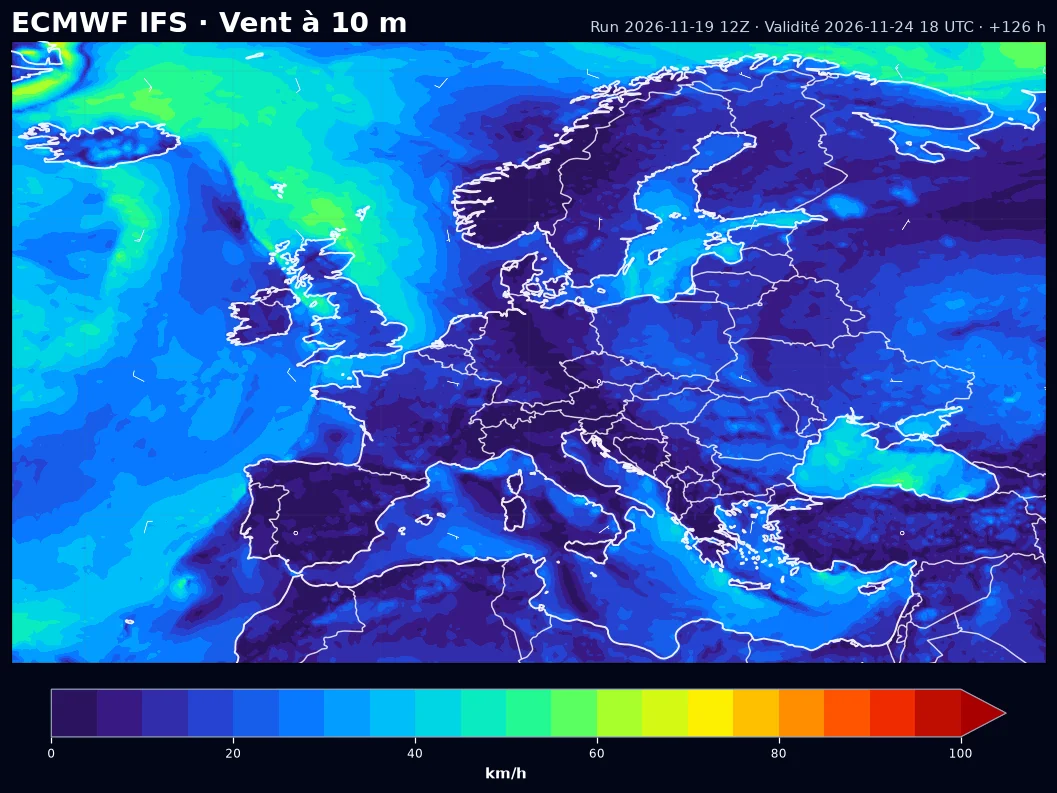 ECMWF IFS · Vent à 10 m
Run 2026-11-19 12Z · Validité 2026-11-24 18 UTC · +126 h
0 20 40 60 80 100
km/h